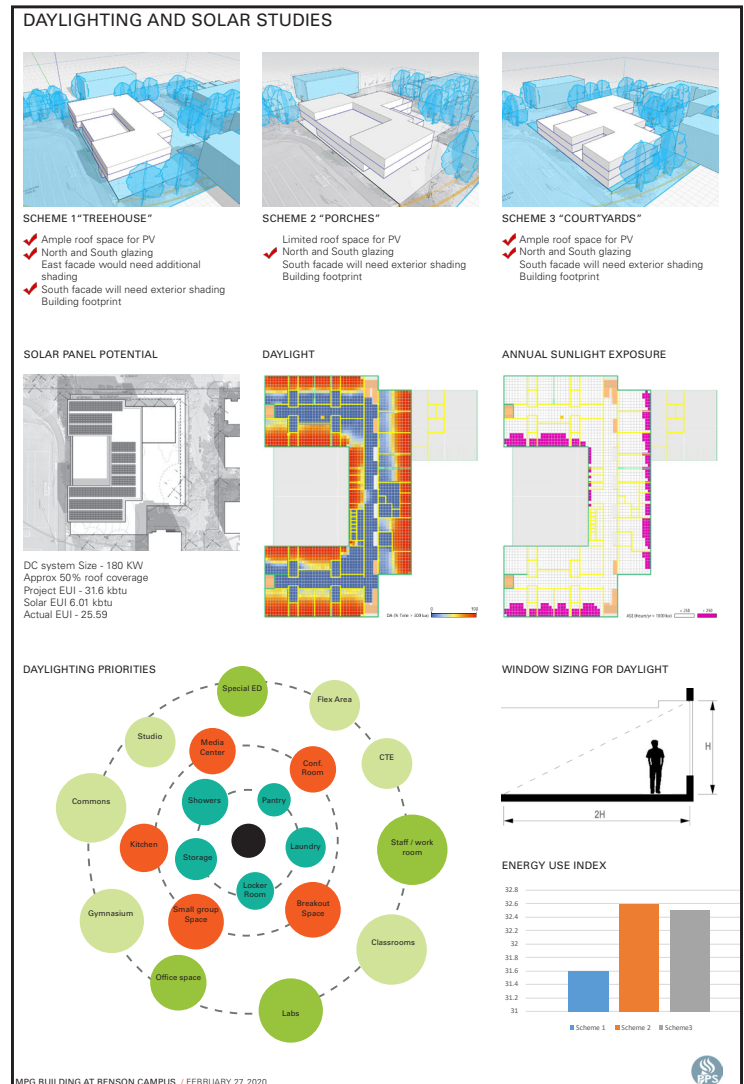 DAYLIGHTING AND SOLAR STUDIES
SCHEME 1"TREEHOUSE"
Ample roof space for PV
North and South glazing
East facade would need additional
shading
South facade will need exterior shading
Building footprint
SCHEME 2 "PORCHES"
Limited roof space for PV
North and South glazing
South facade will need exterior shading
Building footprint
SCHEME 3 "COURTYARDS"
Ample roof space for PV
North and South glazing
South facade will need exterior shading
Building footprint
SOLAR PANEL POTENTIAL
DC system Size - 180 KW
Approx 50% roof coverage
Project EUI - 31.6 kbtu
Solar EUI 6.01 kbtu
Actual EUI - 25.59
DAYLIGHT
0
100
ANNUAL SUNLIGHT EXPOSURE
< 250
DAYLIGHTING PRIORITIES
Special ED
Flex Area
Studio
Media
Center
CTE
Conf.
Room
Commons
Showers
Pantry
Kitchen
Storage
Laundry
Staff / work
room
Locker
Room
Gymnasium
Small group
Space
Breakout
Space
Classrooms
Office space
Labs
WINDOW SIZING FOR DAYLIGHT
H
2H
ENERGY USE INDEX
32.8
32.6
32.4
32.2
32
31.8
31.6
31.4
31.2
31
Scheme 1 Scheme 2 Scheme3
MPG BUILDING AT BENSON CAMPUS / FEBRUARY 27, 2020
PPS